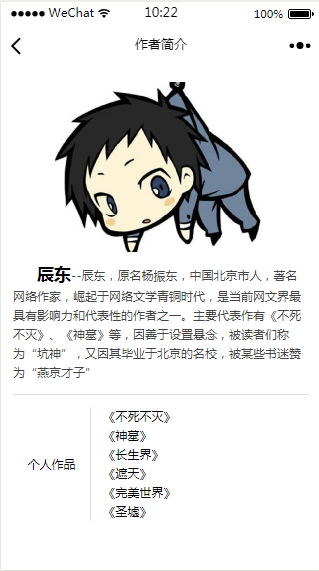 WeChat 10:22 100%
作者简介
辰东--辰东，原名杨振东，中国北京市人，著名
网络作家，崛起于网络文学青铜时代，是当前网文界最
具有影响力和代表性的作者之一。主要代表作有《不死
不灭》、《神墓》等，因善于设置悬念，被读者们称
为“坑神”，又因其毕业于北京的名校，被某些书迷赞
为“燕京才子”
个人作品
《不死不灭》
《神墓》
《长生界》
《遮天》
《完美世界》
《圣墟》